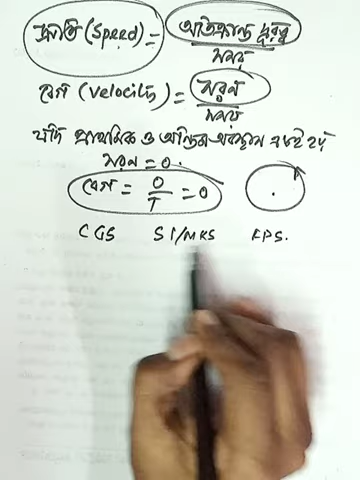 দ্রুতি (Speed) = অতিক্রান্ত দূরত্ব / সময়
বেগ (Velocity) = সরণ / সময়
যদি প্রাথমিক ও অন্তিম অবস্থান একই হয়
সরণ = 0.
বেগ = 0/T = 0
CGS SI/MKS FPS.